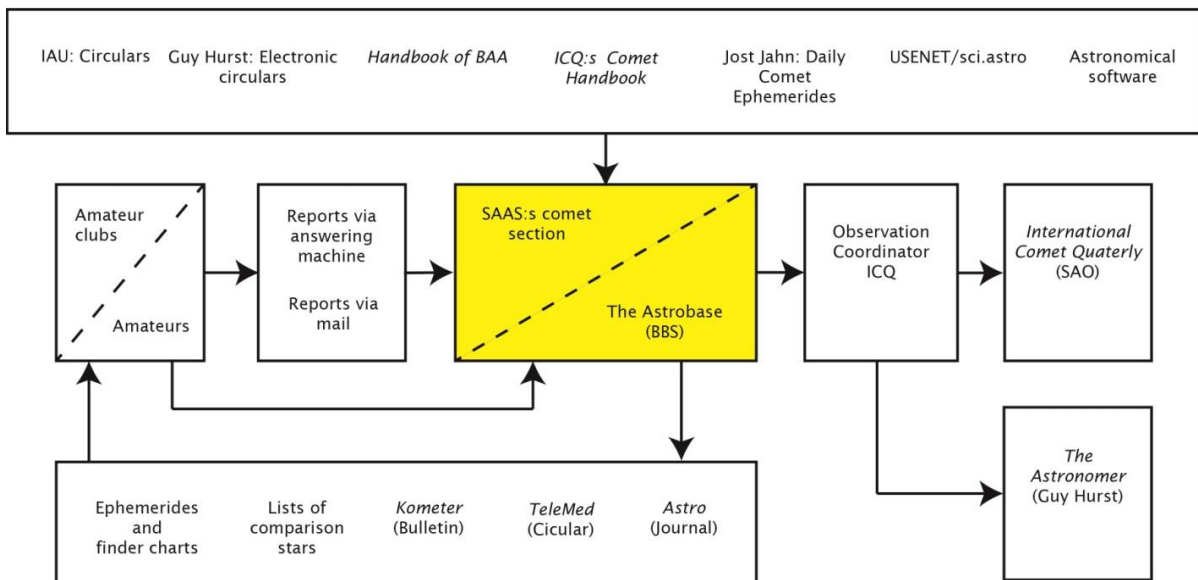 IAU: Circulars
Guy Hurst: Electronic
circulars
Handbook of BAA
ICQ:s Comet
Handbook
Jost Jahn: Daily
Comet
Ephemerides
USENET/sci.astro
Astronomical
software
Amateur
clubs
Amateurs
Reports via
answering
machine
Reports via
mail
SAAS:s comet
section
The Astrobase
(BBS)
Observation
Coordinator
ICQ
International
Comet Quaterly
(SAO)
The
Astronomer
(Guy Hurst)
Ephemerides
and
finder charts
Lists of
comparison
stars
Kometer
(Bulletin)
TeleMed
(Cicular)
Astro
(Journal)